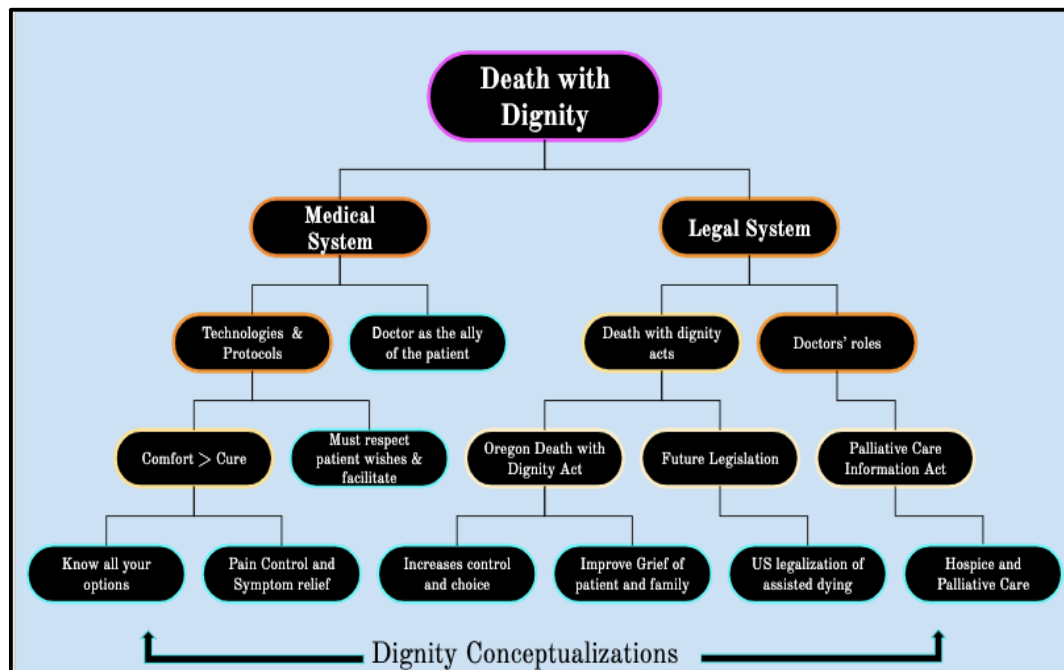 Death with
Dignity
Medical
System
Legal System
Technologies &
Protocols
Doctor as the ally
of the patient
Death with dignity
acts
Doctors' roles
Comfort > Cure
Must respect
patient wishes &
facilitate
Oregon Death with
Dignity Act
Future Legislation
Palliative Care
Information Act
Know all your
options
Pain Control and
Symptom relief
Increases control
and choice
Improve Grief of
patient and family
US legalization of
assisted dying
Hospice and
Palliative Care
Dignity Conceptualizations